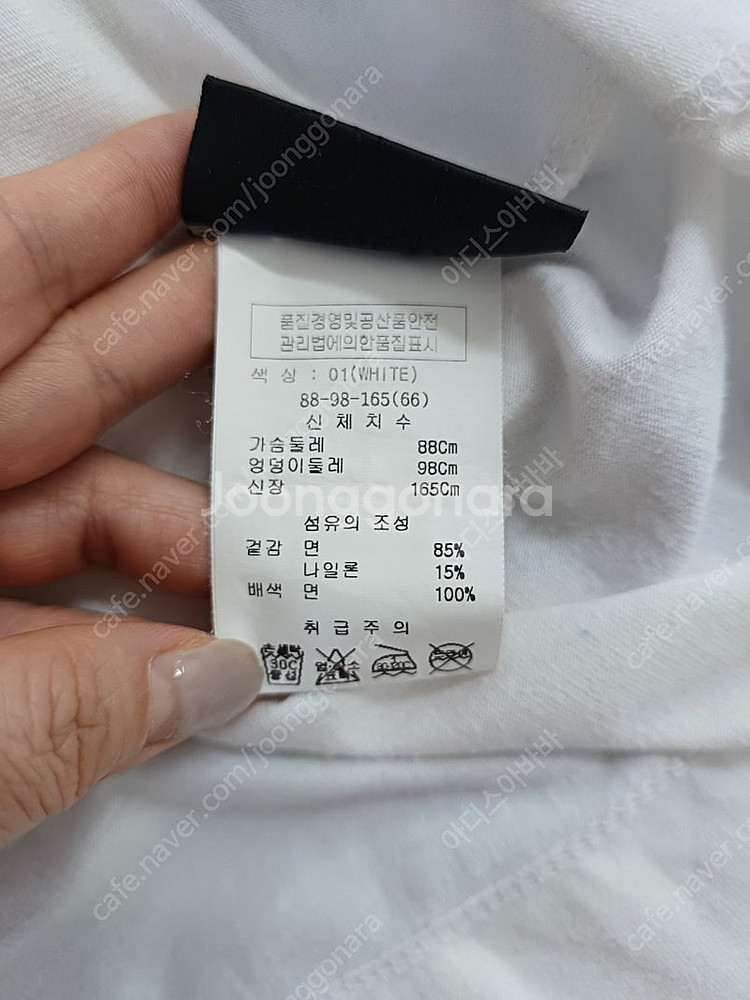 품질경영및공산품안전
관리법에의한품질표시
색 상 : 01(WHITE)
88-98-165(66)
신 체 치 수
가슴둘레 88Cm
엉덩이둘레 98Cm
신장 165Cm
Joonggonara
섬유의 조성
겉감 면 85%
나일론 15%
배색 면 100%
취 급 주 의
30C
cafe.naver.com/joonggonara
아디스아바바